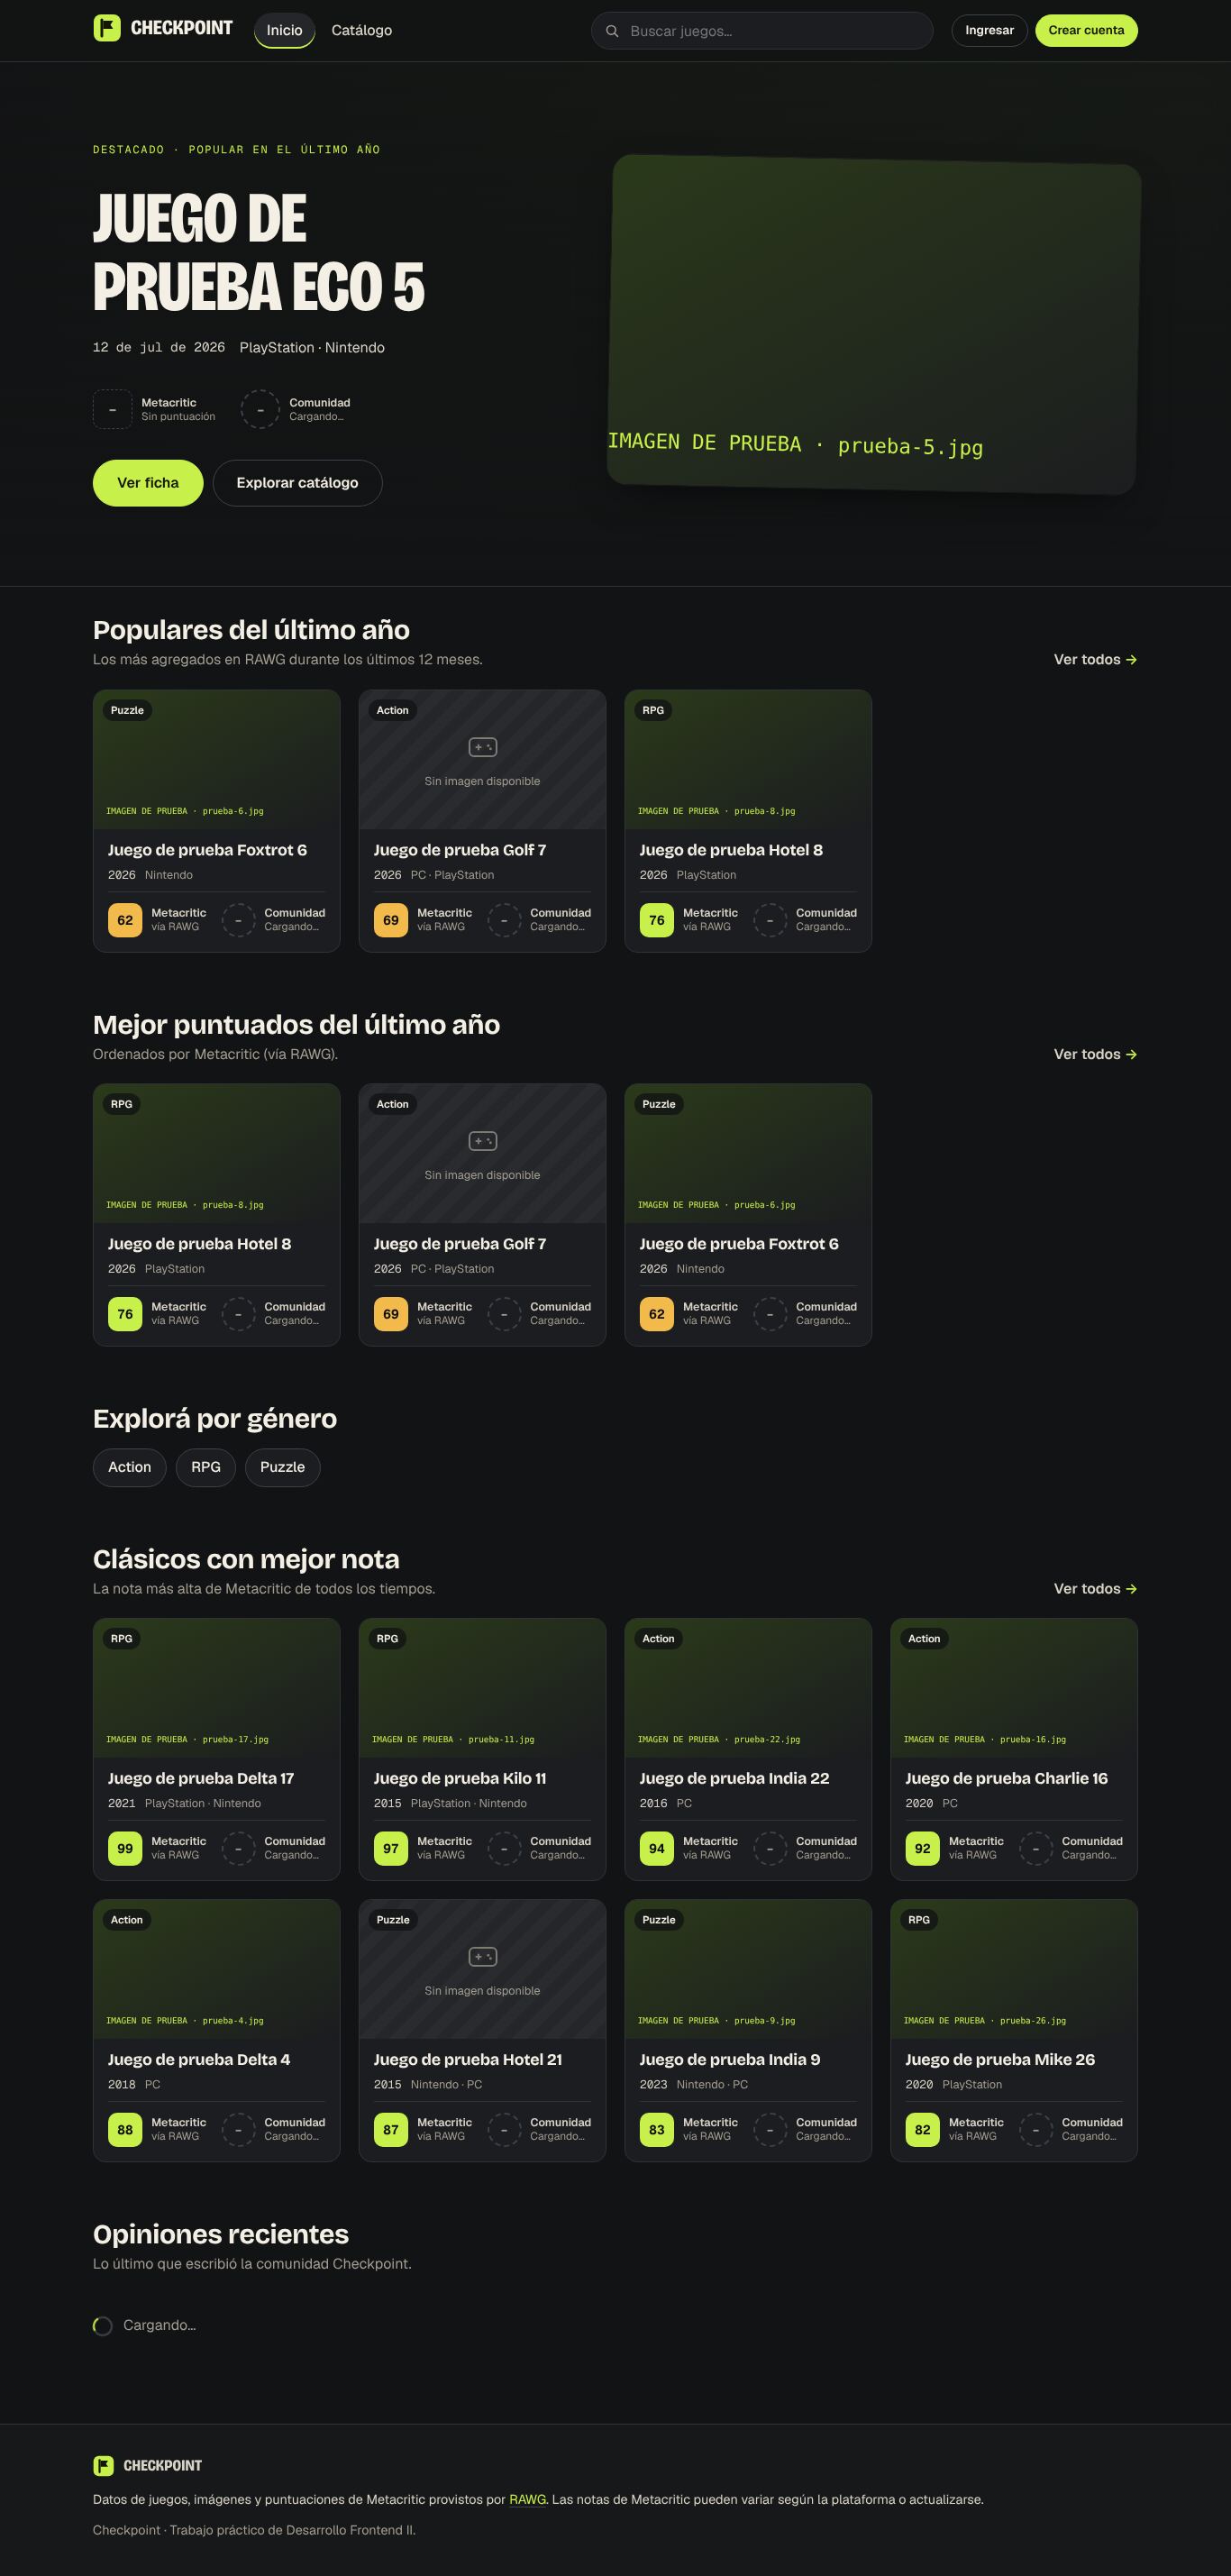 CHECKPOINT
Inicio
Catálogo
Buscar juegos...
Ingresar
Crear cuenta
DESTACADO · POPULAR EN EL ÚLTIMO AÑO
JUEGO DE
PRUEBA ECO 5
12 de jul de 2026 PlayStation · Nintendo
– Metacritic
Sin puntuación
– Comunidad
Cargando…
Ver ficha
Explorar catálogo
IMAGEN DE PRUEBA · prueba-5.jpg
Populares del último año
Los más agregados en RAWG durante los últimos 12 meses.
Ver todos →
Puzzle
IMAGEN DE PRUEBA · prueba-6.jpg
Juego de prueba Foxtrot 6
2026 Nintendo
62 Metacritic
vía RAWG
– Comunidad
Cargando…
Action
Sin imagen disponible
Juego de prueba Golf 7
2026 PC · PlayStation
69 Metacritic
vía RAWG
– Comunidad
Cargando…
RPG
IMAGEN DE PRUEBA · prueba-8.jpg
Juego de prueba Hotel 8
2026 PlayStation
76 Metacritic
vía RAWG
– Comunidad
Cargando…
Mejor puntuados del último año
Ordenados por Metacritic (vía RAWG).
Ver todos →
RPG
IMAGEN DE PRUEBA · prueba-8.jpg
Juego de prueba Hotel 8
2026 PlayStation
76 Metacritic
vía RAWG
– Comunidad
Cargando…
Action
Sin imagen disponible
Juego de prueba Golf 7
2026 PC · PlayStation
69 Metacritic
vía RAWG
– Comunidad
Cargando…
Puzzle
IMAGEN DE PRUEBA · prueba-6.jpg
Juego de prueba Foxtrot 6
2026 Nintendo
62 Metacritic
vía RAWG
– Comunidad
Cargando…
Explorá por género
Action
RPG
Puzzle
Clásicos con mejor nota
La nota más alta de Metacritic de todos los tiempos.
Ver todos →
RPG
IMAGEN DE PRUEBA · prueba-17.jpg
Juego de prueba Delta 17
2021 PlayStation · Nintendo
99 Metacritic
vía RAWG
– Comunidad
Cargando…
RPG
IMAGEN DE PRUEBA · prueba-11.jpg
Juego de prueba Kilo 11
2015 PlayStation · Nintendo
97 Metacritic
vía RAWG
– Comunidad
Cargando…
Action
IMAGEN DE PRUEBA · prueba-22.jpg
Juego de prueba India 22
2016 PC
94 Metacritic
vía RAWG
– Comunidad
Cargando…
Action
IMAGEN DE PRUEBA · prueba-16.jpg
Juego de prueba Charlie 16
2020 PC
92 Metacritic
vía RAWG
– Comunidad
Cargando…
Action
IMAGEN DE PRUEBA · prueba-4.jpg
Juego de prueba Delta 4
2018 PC
88 Metacritic
vía RAWG
– Comunidad
Cargando…
Puzzle
Sin imagen disponible
Juego de prueba Hotel 21
2015 Nintendo · PC
87 Metacritic
vía RAWG
– Comunidad
Cargando…
Puzzle
IMAGEN DE PRUEBA · prueba-9.jpg
Juego de prueba India 9
2023 Nintendo · PC
83 Metacritic
vía RAWG
– Comunidad
Cargando…
RPG
IMAGEN DE PRUEBA · prueba-26.jpg
Juego de prueba Mike 26
2020 PlayStation
82 Metacritic
vía RAWG
– Comunidad
Cargando…
Opiniones recientes
Lo último que escribió la comunidad Checkpoint.
Cargando…
CHECKPOINT
Datos de juegos, imágenes y puntuaciones de Metacritic provistos por RAWG. Las notas de Metacritic pueden variar según la plataforma o actualizarse.
Checkpoint · Trabajo práctico de Desarrollo Frontend II.